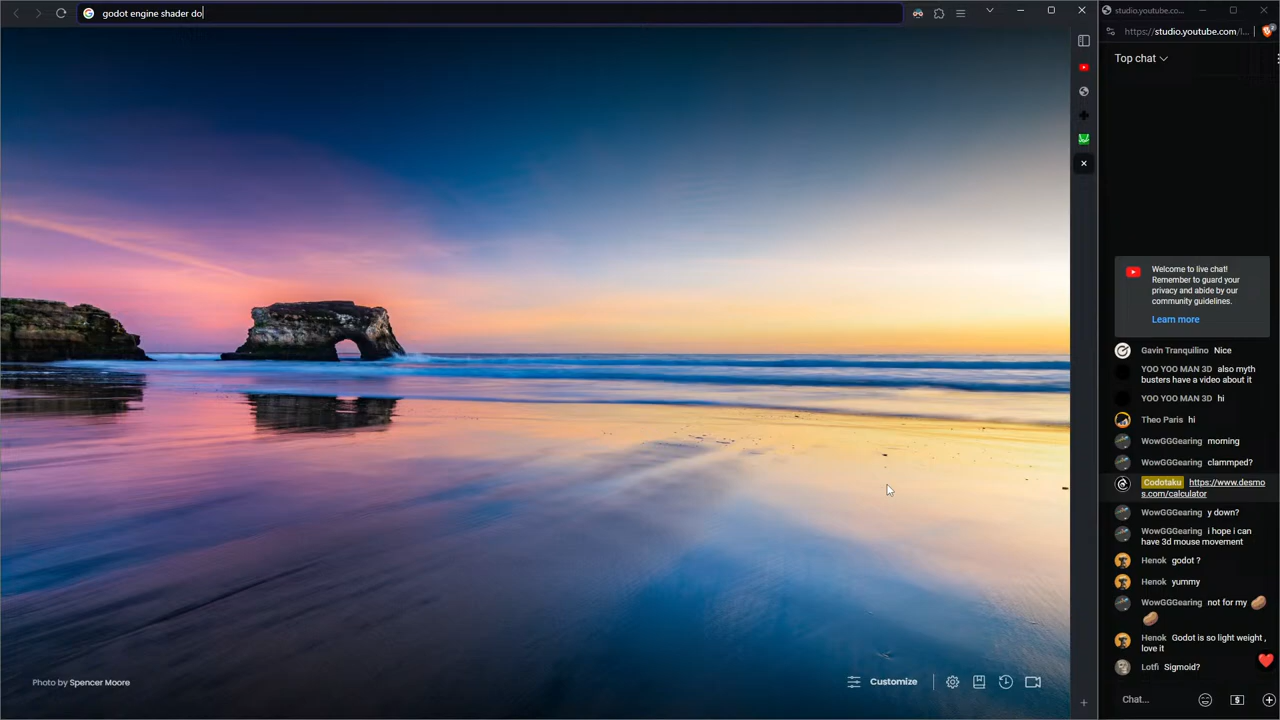 godot engine shader do
studio.youtube.co...
https://studio.youtube.com/l...
Top chat
Welcome to live chat!
Remember to guard your
privacy and abide by our
community guidelines.
Learn more
Gavin Tranquilino Nice
YOO YOO MAN 3D also myth
busters have a video about it
YOO YOO MAN 3D hi
Theo Paris hi
WowGGGearing morning
WowGGGearing clammped?
Codotaku https://www.desmo
s.com/calculator
WowGGGearing y down?
WowGGGearing i hope i can
have 3d mouse movement
Henok godot ?
Henok yummy
WowGGGearing not for my 🥔
🥔
Henok Godot is so light weight ,
love it
Lotfi Sigmoid?
Chat...
Photo by Spencer Moore
Customize